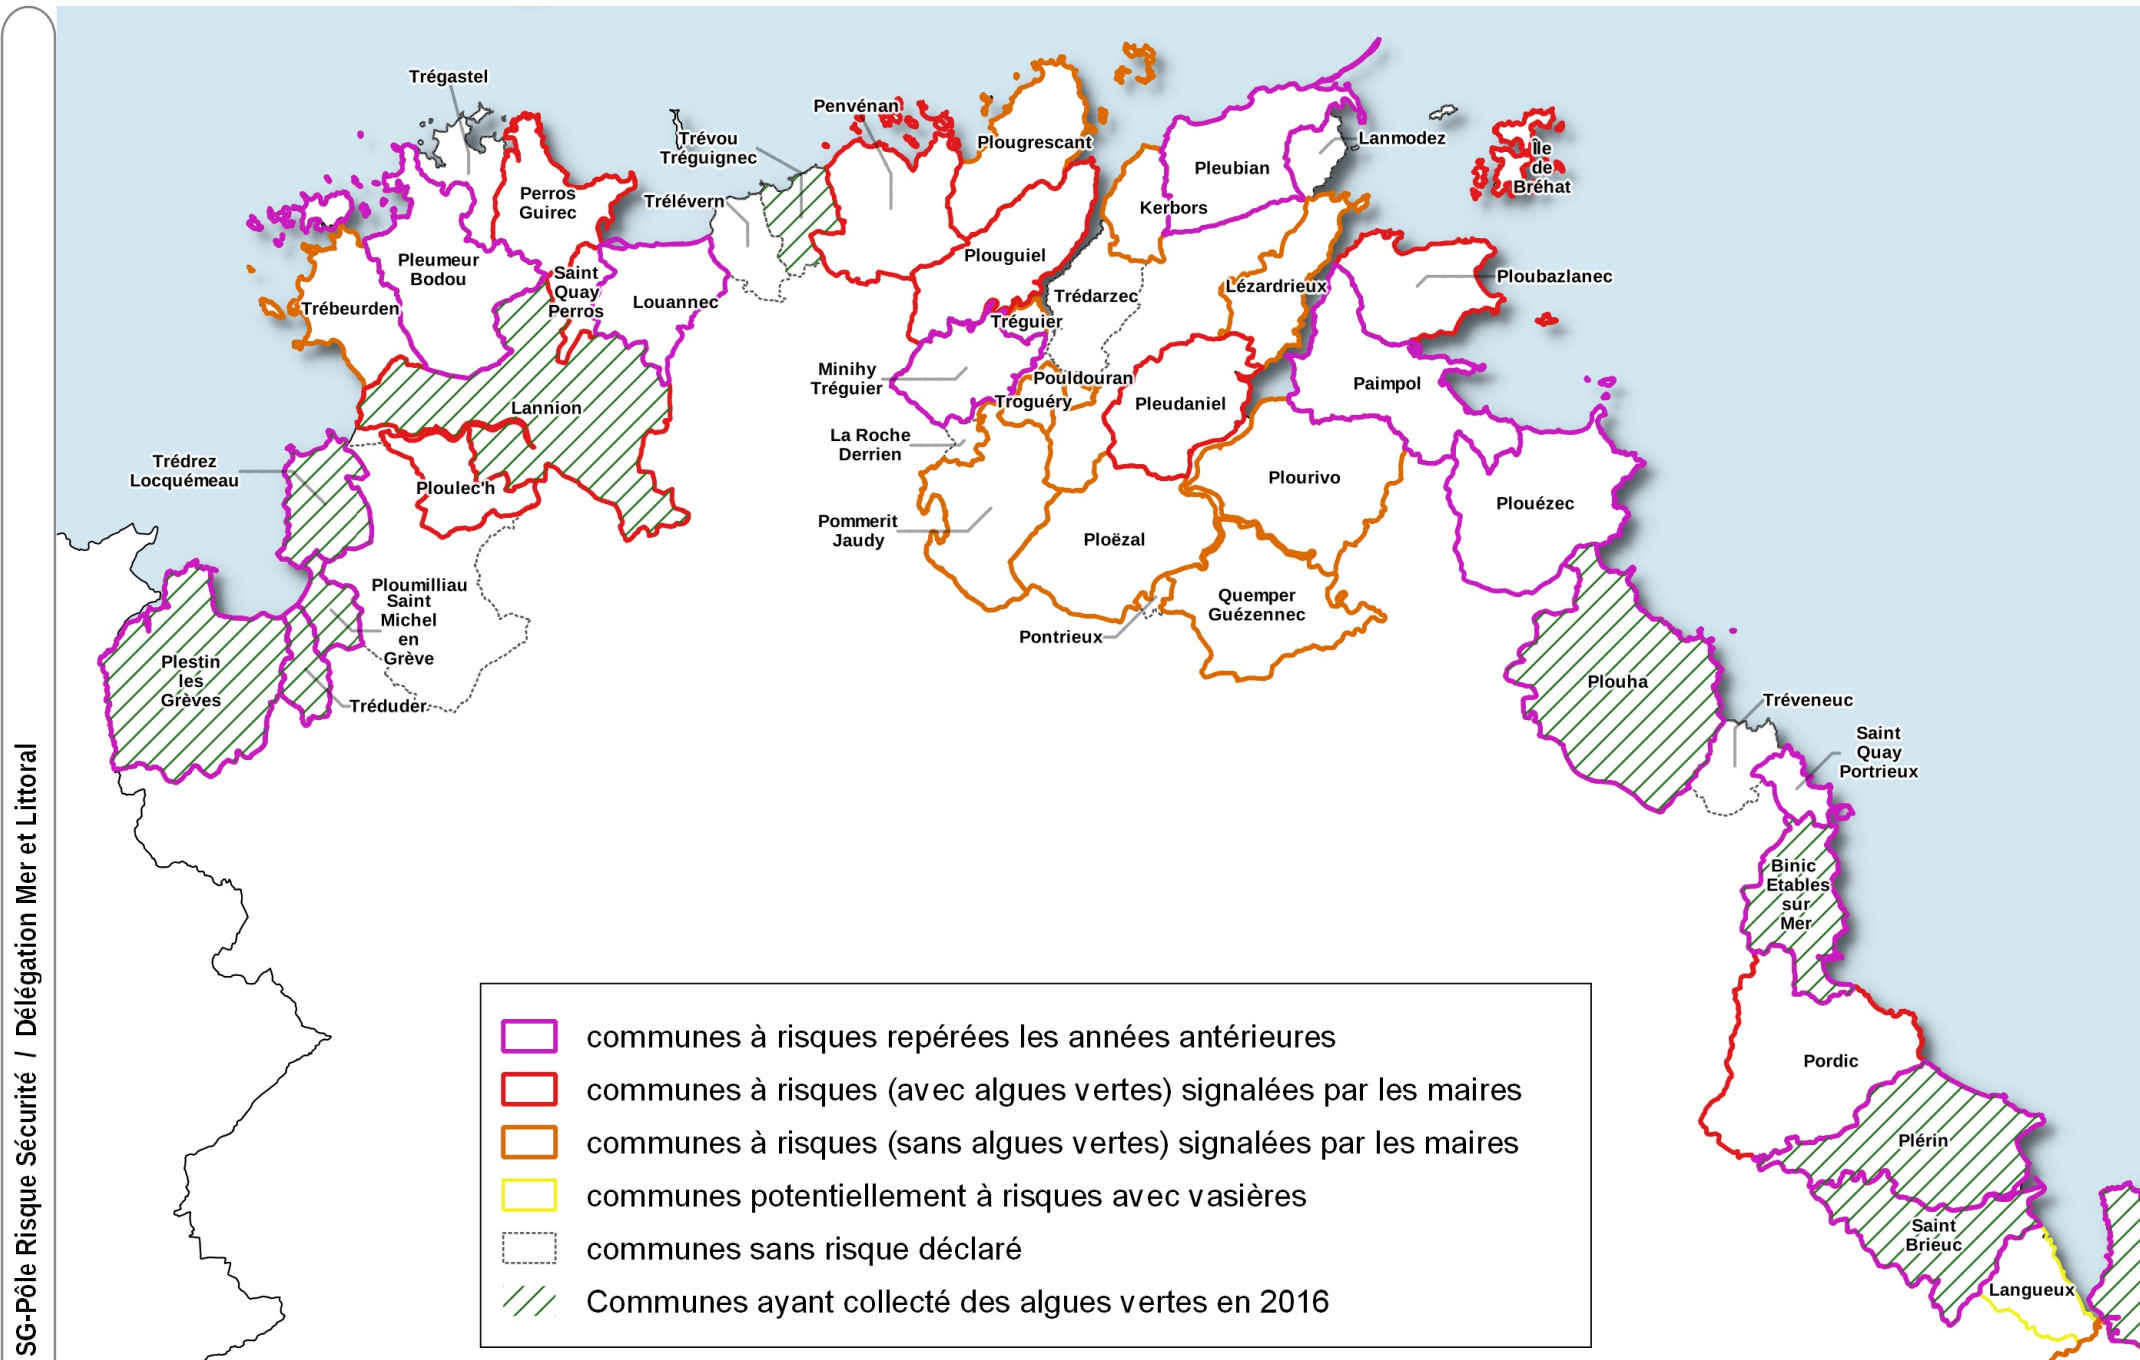 SG-Pôle Risque Sécurité / Délégation Mer et Littoral
Trégastel
Perros
Guirec
Trévou
Tréguignec
Trélévern
Penvénan
Plougrescant
Pleubian
Lanmodez
Kerbors
Île
de
Bréhat
Pleumeur
Bodou
Trébeurden
Saint
Quay
Perros
Louannec
Plouguiel
Trédarzec
Lézardrieux
Ploubazlanec
Tréguier
Minihy
Tréguier
Pouldouran
Troguéry
Pleudaniel
Paimpol
Lannion
La Roche
Derrien
Trédrez
Locquémeau
Ploulec'h
Plourivo
Plouézec
Pommerit
Jaudy
Ploëzal
Ploumilliau
Saint
Michel
en
Grève
Quemper
Guézennec
Pontrieux
Plestin
les
Grèves
Tréduder
Plouha
Tréveneuc
Saint
Quay
Portrieux
Binic
Etables
sur
Mer
Pordic
Plérin
Saint
Brieuc
Langueux
communes à risques repérées les années antérieures
communes à risques (avec algues vertes) signalées par les maires
communes à risques (sans algues vertes) signalées par les maires
communes potentiellement à risques avec vasières
communes sans risque déclaré
Communes ayant collecté des algues vertes en 2016